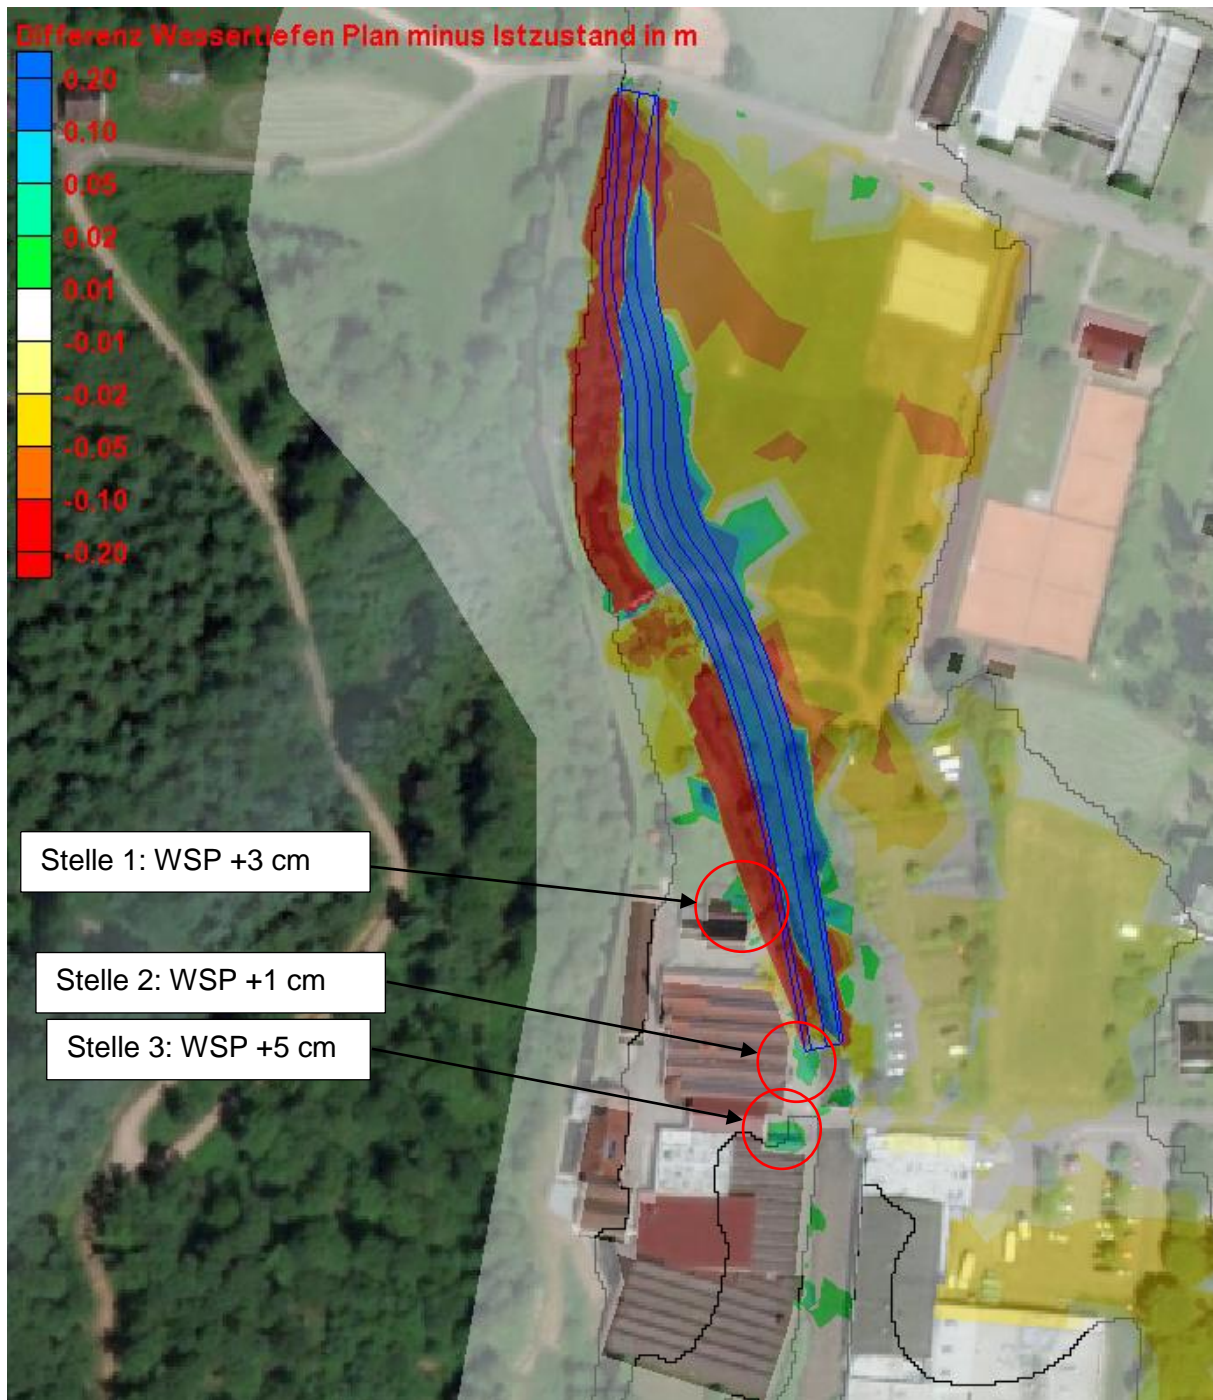 Differenz Wassertiefen Plan minus Istzustand in m
0.20
0.10
0.05
0.02
0.01
-0.01
-0.02
-0.05
-0.10
-0.20
Stelle 1: WSP +3 cm
Stelle 2: WSP +1 cm
Stelle 3: WSP +5 cm